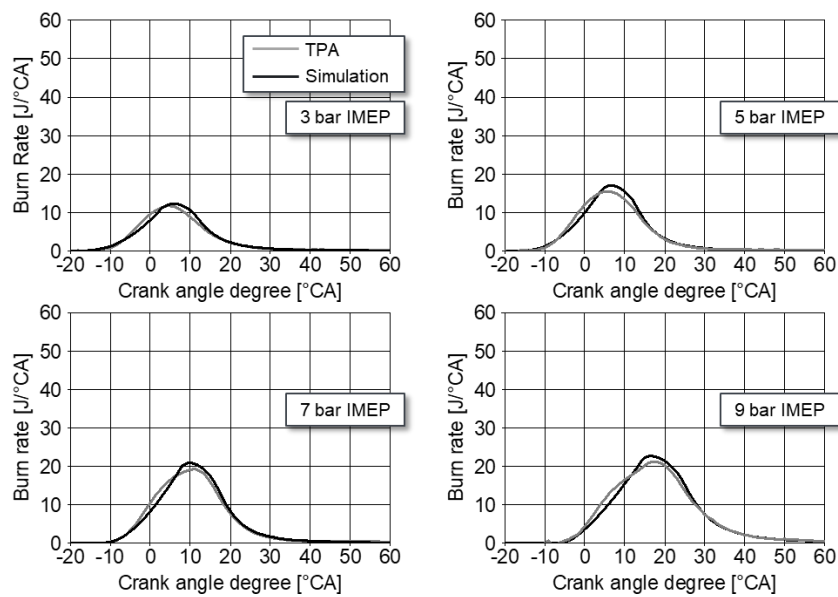 60
50
40
30
20
10
0
Burn Rate [J/°CA]
TPA
Simulation
3 bar IMEP
-20 -10 0 10 20 30 40 50 60
Crank angle degree [°CA]
60
50
40
30
20
10
0
Burn rate [J/°CA]
5 bar IMEP
-20 -10 0 10 20 30 40 50 60
Crank angle degree [°CA]
60
50
40
30
20
10
0
Burn rate [J/°CA]
7 bar IMEP
-20 -10 0 10 20 30 40 50 60
Crank angle degree [°CA]
60
50
40
30
20
10
0
Burn rate [J/°CA]
9 bar IMEP
-20 -10 0 10 20 30 40 50 60
Crank angle degree [°CA]